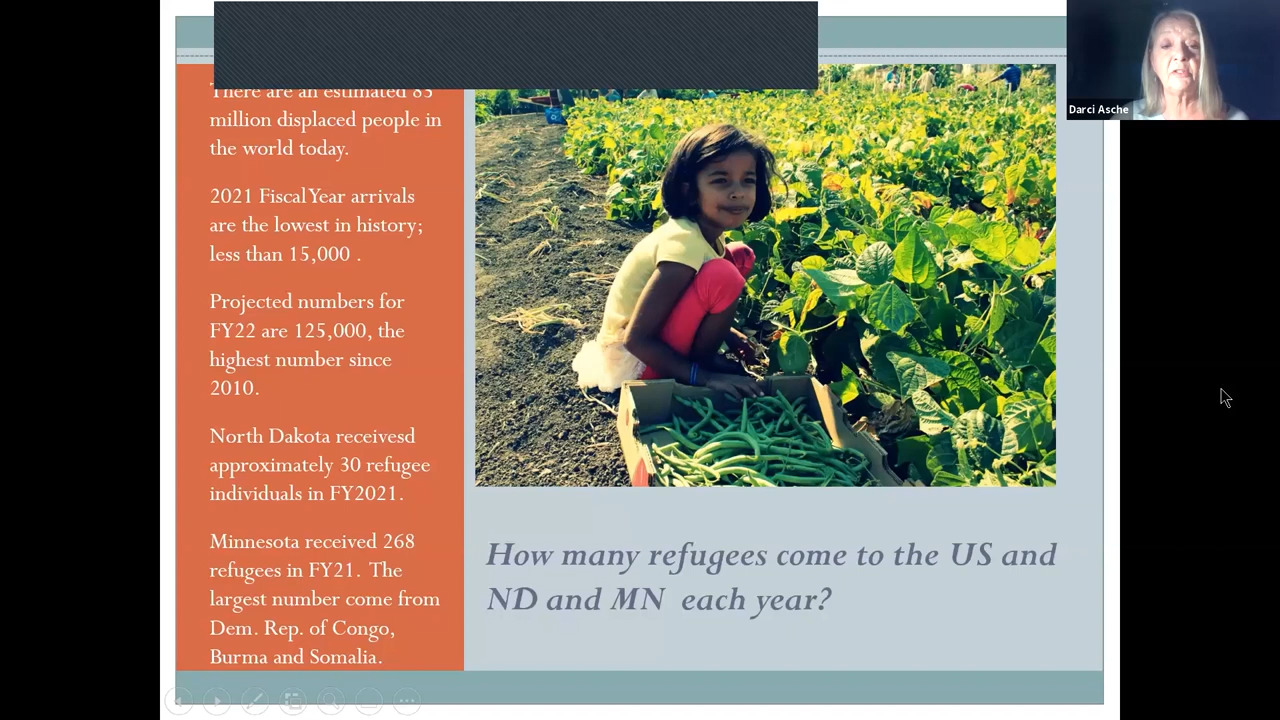 There are an estimated 85
million displaced people in
the world today.
2021 Fiscal Year arrivals
are the lowest in history;
less than 15,000 .
Projected numbers for
FY22 are 125,000, the
highest number since
2010.
North Dakota receivesd
approximately 30 refugee
individuals in FY2021.
Minnesota received 268
refugees in FY21. The
largest number come from
Dem. Rep. of Congo,
Burma and Somalia.
How many refugees come to the US and
ND and MN each year?
Darci Asche